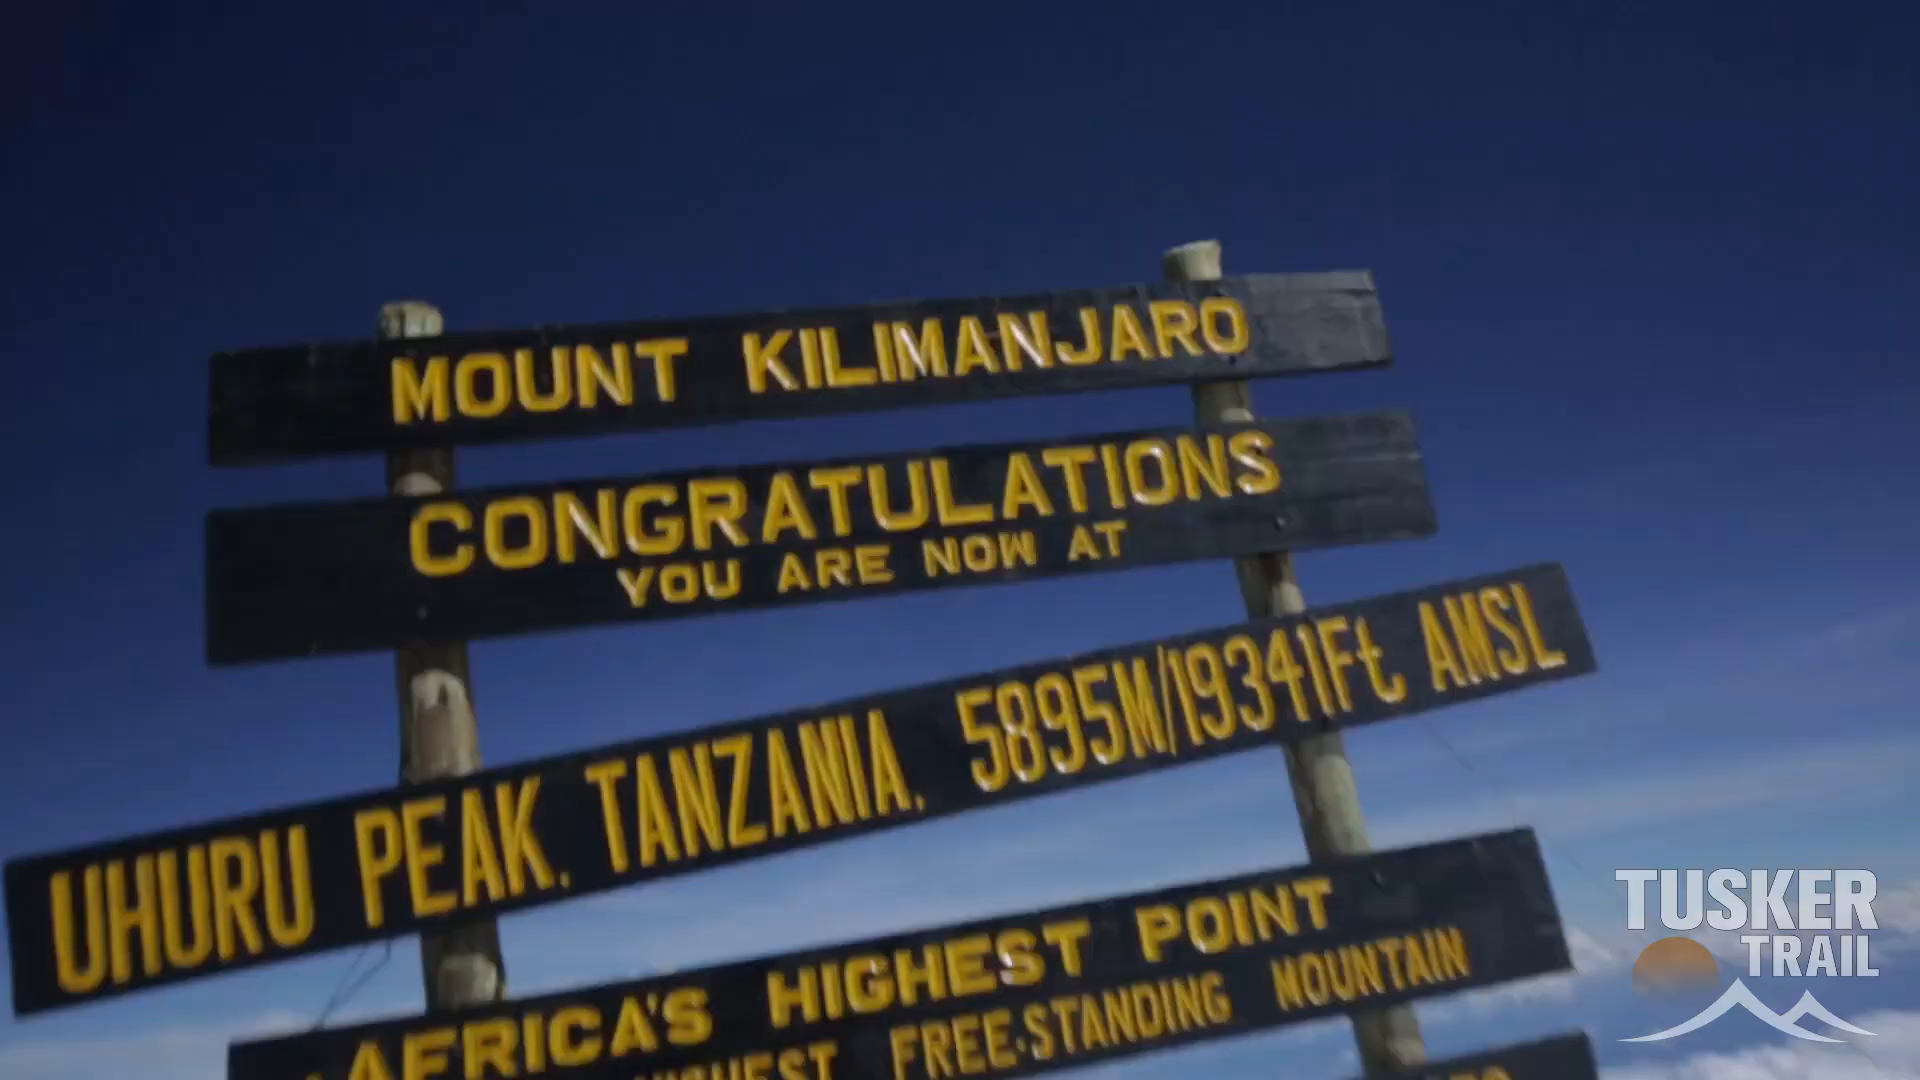 MOUNT KILIMANJARO
CONGRATULATIONS
YOU ARE NOW AT
UHURU PEAK, TANZANIA, 5895M/19341Ft AMSL
AFRICA'S HIGHEST POINT
HIGHEST FREE-STANDING MOUNTAIN
TUSKER
TRAIL